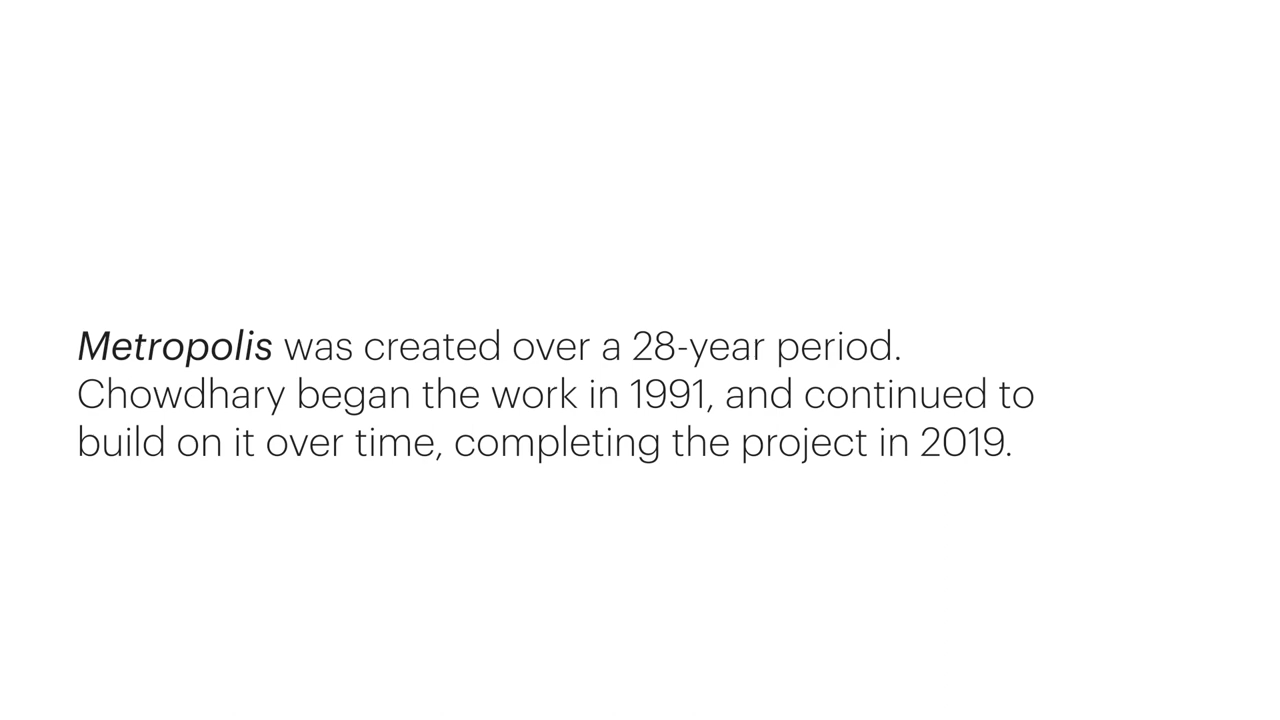 Metropolis was created over a 28-year period.
Chowdhary began the work in 1991, and continued to
build on it over time, completing the project in 2019.